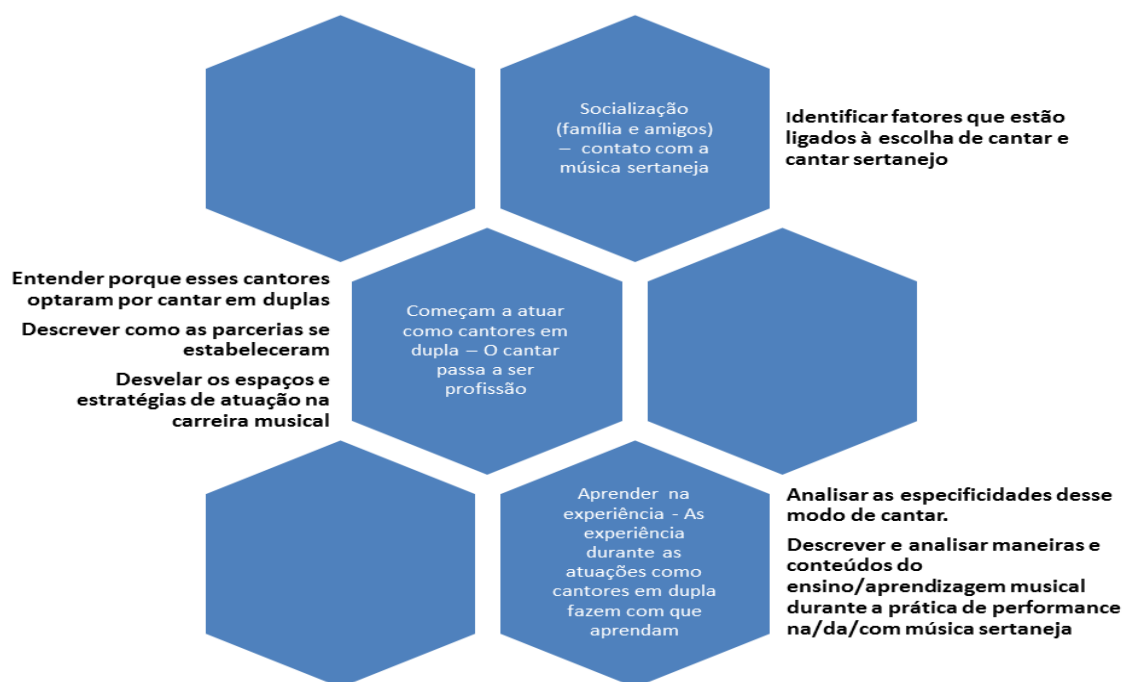 Socialização
(família e amigos)
– contato com a
música sertaneja
Identificar fatores que estão
ligados à escolha de cantar e
cantar sertanejo
Entender porque esses cantores
optaram por cantar em duplas
Descrever como as parcerias se
estabeleceram
Desvelar os espaços e
estratégias de atuação na
carreira musical
Começam a atuar
como cantores em
dupla – O cantar
passa a ser
profissão
Aprender na
experiência - As
experiência
durante as
atuações como
cantores em dupla
fazem com que
aprendam
Analisar as especificidades desse
modo de cantar.
Descrever e analisar maneiras e
conteúdos do
ensino/aprendizagem musical
durante a prática de performance
na/da/com música sertaneja